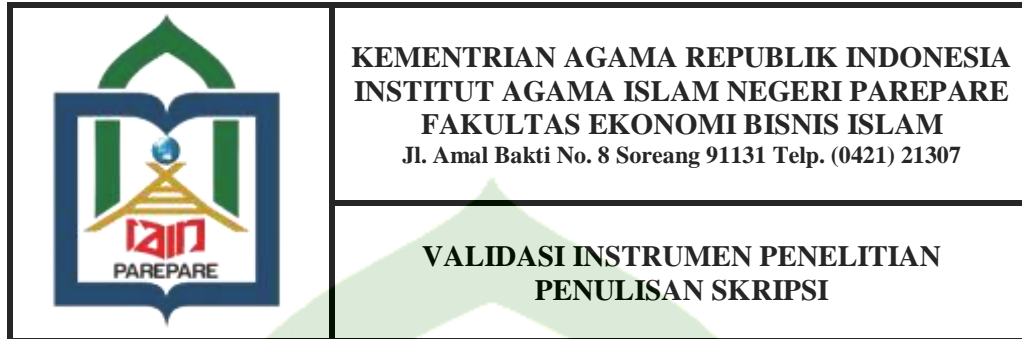 KEMENTRIAN AGAMA REPUBLIK INDONESIA
INSTITUT AGAMA ISLAM NEGERI PAREPARE
FAKULTAS EKONOMI BISNIS ISLAM
Jl. Amal Bakti No. 8 Soreang 91131 Telp. (0421) 21307
iain
PAREPARE
VALIDASI INSTRUMEN PENELITIAN
PENULISAN SKRIPSI